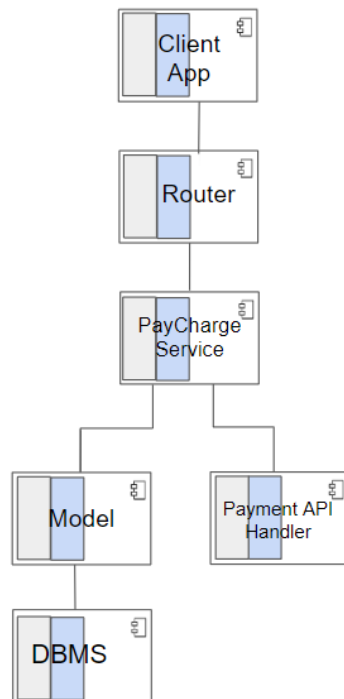 Client
App
Router
PayCharge
Service
Model
Payment API
Handler
DBMS